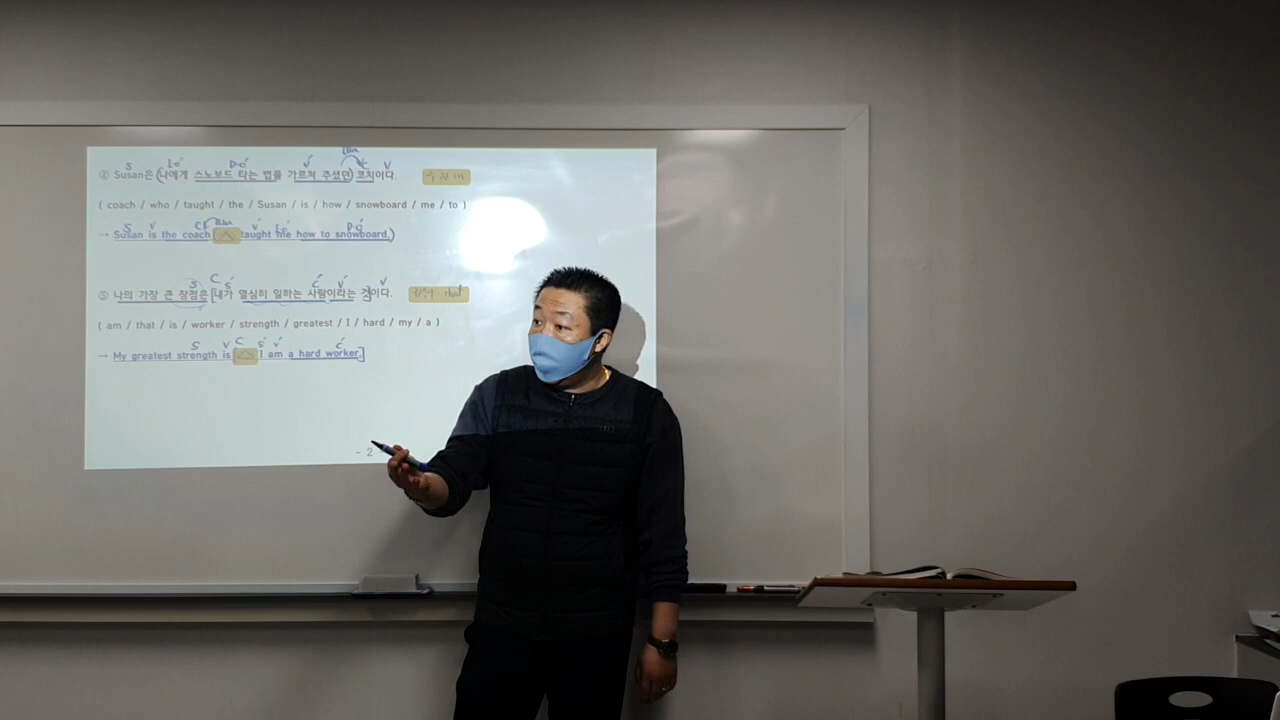 ④ Susan은 (나에게 스노보드 타는 법을 가르쳐 주셨던) 코치이다.
( coach / who / taught / the / Susan / is / how / snowboard / me / to )
→ Susan is the coach taught me how to snowboard.)
⑤ 나의 가장 큰 장점은 [내가 열심히 일하는 사람이라는 것이다.
( am / that / is / worker / strength / greatest / I / hard / my / a )
→ My greatest strength is [ I am a hard worker.]
- 2